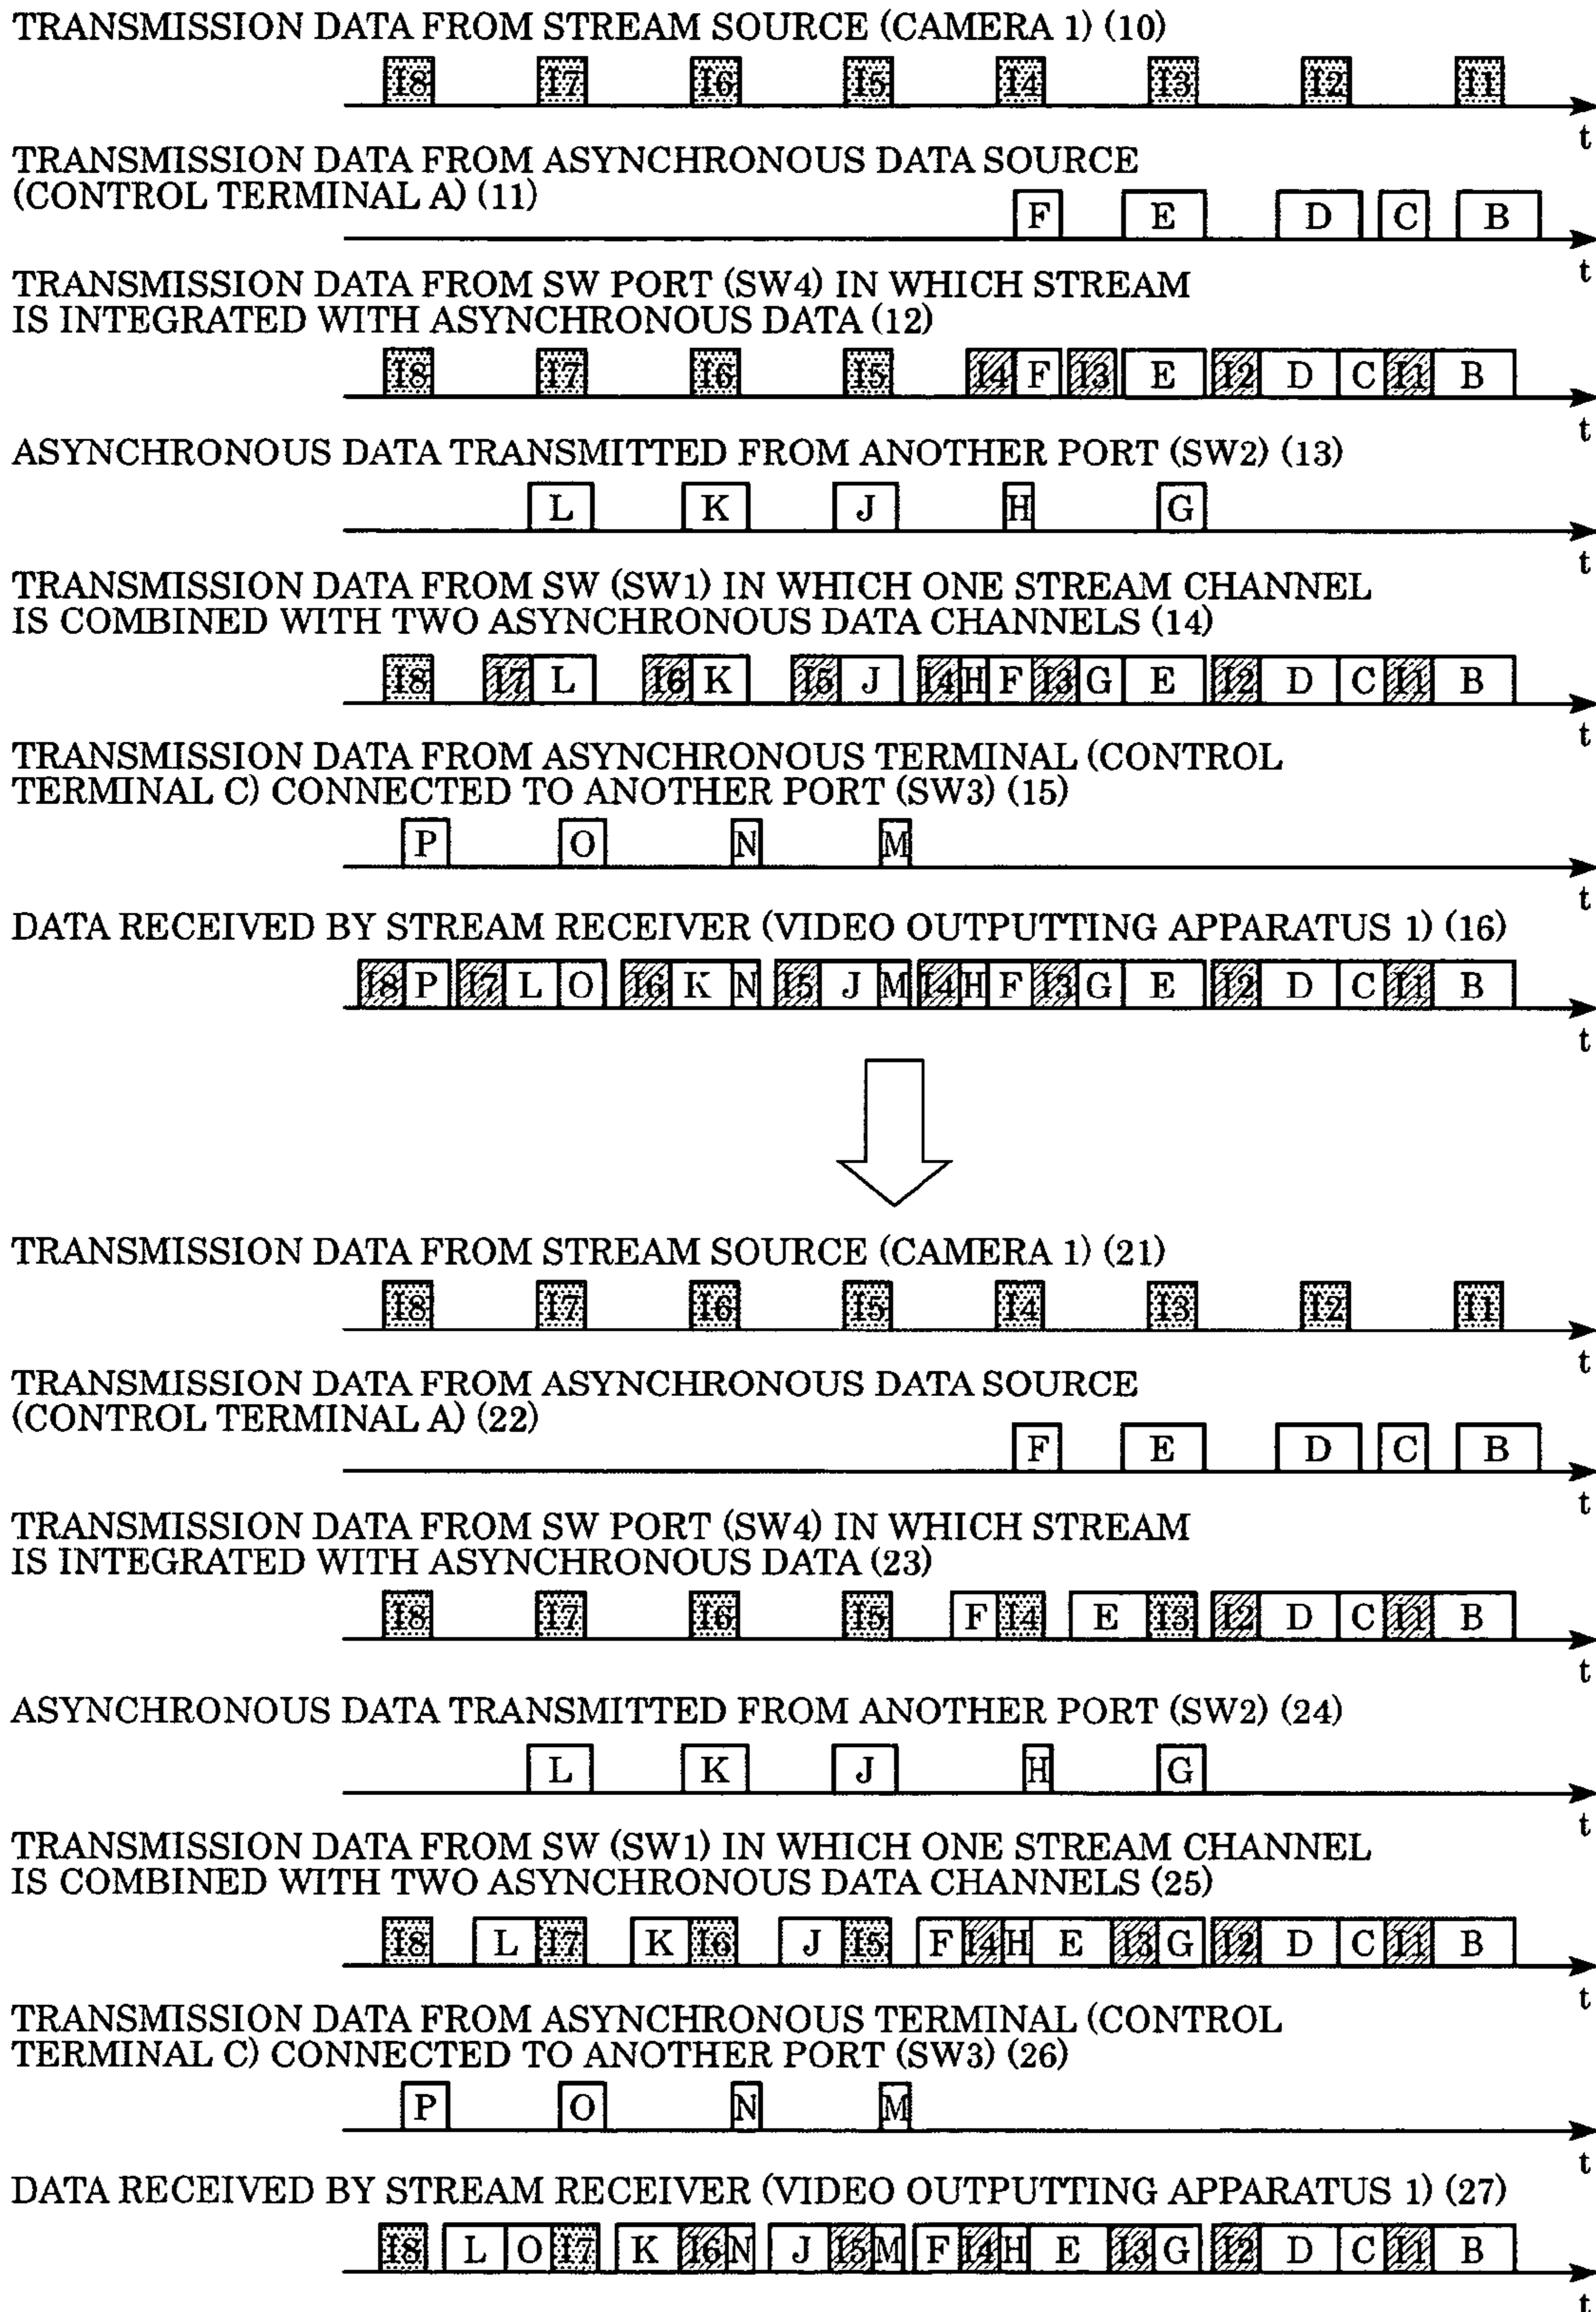 TRANSMISSION DATA FROM STREAM SOURCE (CAMERA 1) (10)
I8 I7 I6 I5 I4 I3 I2 I1
t
TRANSMISSION DATA FROM ASYNCHRONOUS DATA SOURCE
(CONTROL TERMINAL A) (11)
F E D C B
t
TRANSMISSION DATA FROM SW PORT (SW4) IN WHICH STREAM
IS INTEGRATED WITH ASYNCHRONOUS DATA (12)
I8 I7 I6 I5 I4 F I3 E I2 D C I1 B
t
ASYNCHRONOUS DATA TRANSMITTED FROM ANOTHER PORT (SW2) (13)
L K J H G
t
TRANSMISSION DATA FROM SW (SW1) IN WHICH ONE STREAM CHANNEL
IS COMBINED WITH TWO ASYNCHRONOUS DATA CHANNELS (14)
I8 I7 L I6 K I5 J I4 H F I3 G E I2 D C I1 B
t
TRANSMISSION DATA FROM ASYNCHRONOUS TERMINAL (CONTROL
TERMINAL C) CONNECTED TO ANOTHER PORT (SW3) (15)
P O N M
t
DATA RECEIVED BY STREAM RECEIVER (VIDEO OUTPUTTING APPARATUS 1) (16)
I8 P I7 L O I6 K N I5 J M I4 H F I3 G E I2 D C I1 B
t
TRANSMISSION DATA FROM STREAM SOURCE (CAMERA 1) (21)
I8 I7 I6 I5 I4 I3 I2 I1
t
TRANSMISSION DATA FROM ASYNCHRONOUS DATA SOURCE
(CONTROL TERMINAL A) (22)
F E D C B
t
TRANSMISSION DATA FROM SW PORT (SW4) IN WHICH STREAM
IS INTEGRATED WITH ASYNCHRONOUS DATA (23)
I8 I7 I6 I5 F I4 E I3 I2 D C I1 B
t
ASYNCHRONOUS DATA TRANSMITTED FROM ANOTHER PORT (SW2) (24)
L K J H G
t
TRANSMISSION DATA FROM SW (SW1) IN WHICH ONE STREAM CHANNEL
IS COMBINED WITH TWO ASYNCHRONOUS DATA CHANNELS (25)
I8 L I7 K I6 J I5 F I4 H E I3 G I2 D C I1 B
t
TRANSMISSION DATA FROM ASYNCHRONOUS TERMINAL (CONTROL
TERMINAL C) CONNECTED TO ANOTHER PORT (SW3) (26)
P O N M
t
DATA RECEIVED BY STREAM RECEIVER (VIDEO OUTPUTTING APPARATUS 1) (27)
I8 L O I7 K I6 N J I5 M F I4 H E I3 G I2 D C I1 B
t